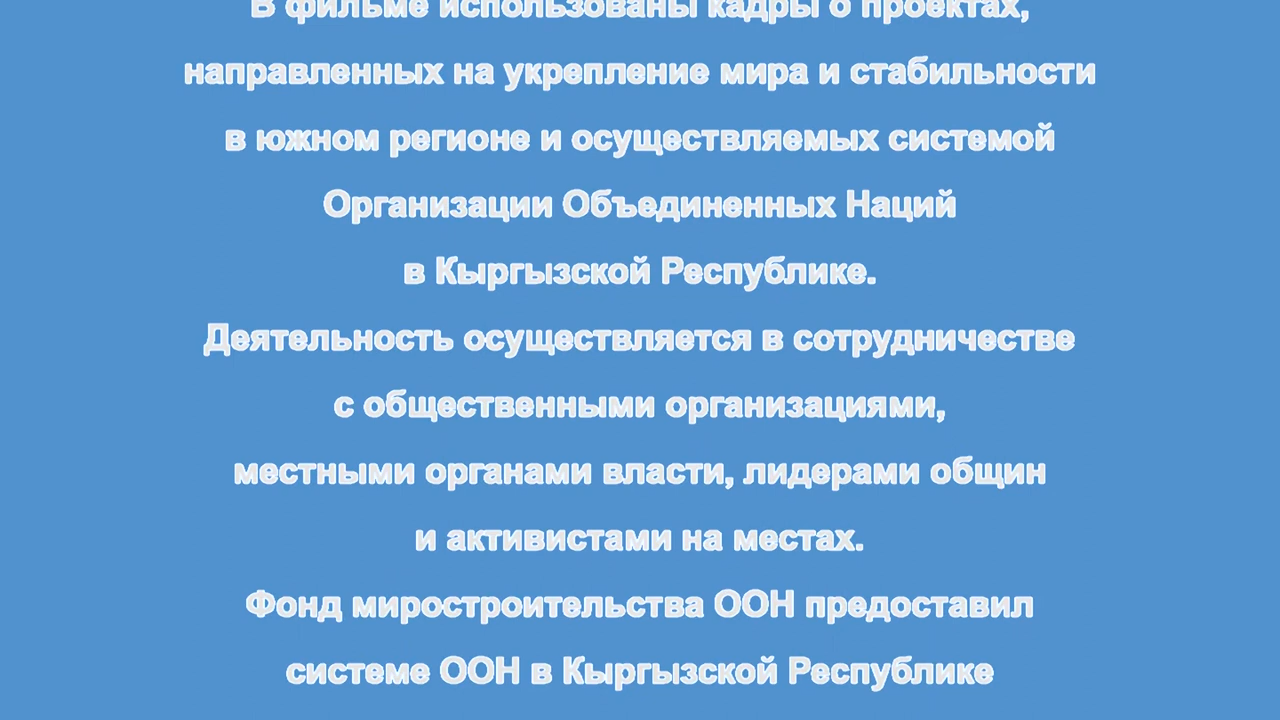 В фильме использованы кадры о проектах,
направленных на укрепление мира и стабильности
в южном регионе и осуществляемых системой
Организации Объединенных Наций
в Кыргызской Республике.
Деятельность осуществляется в сотрудничестве
с общественными организациями,
местными органами власти, лидерами общин
и активистами на местах.
Фонд миростроительства ООН предоставил
системе ООН в Кыргызской Республике